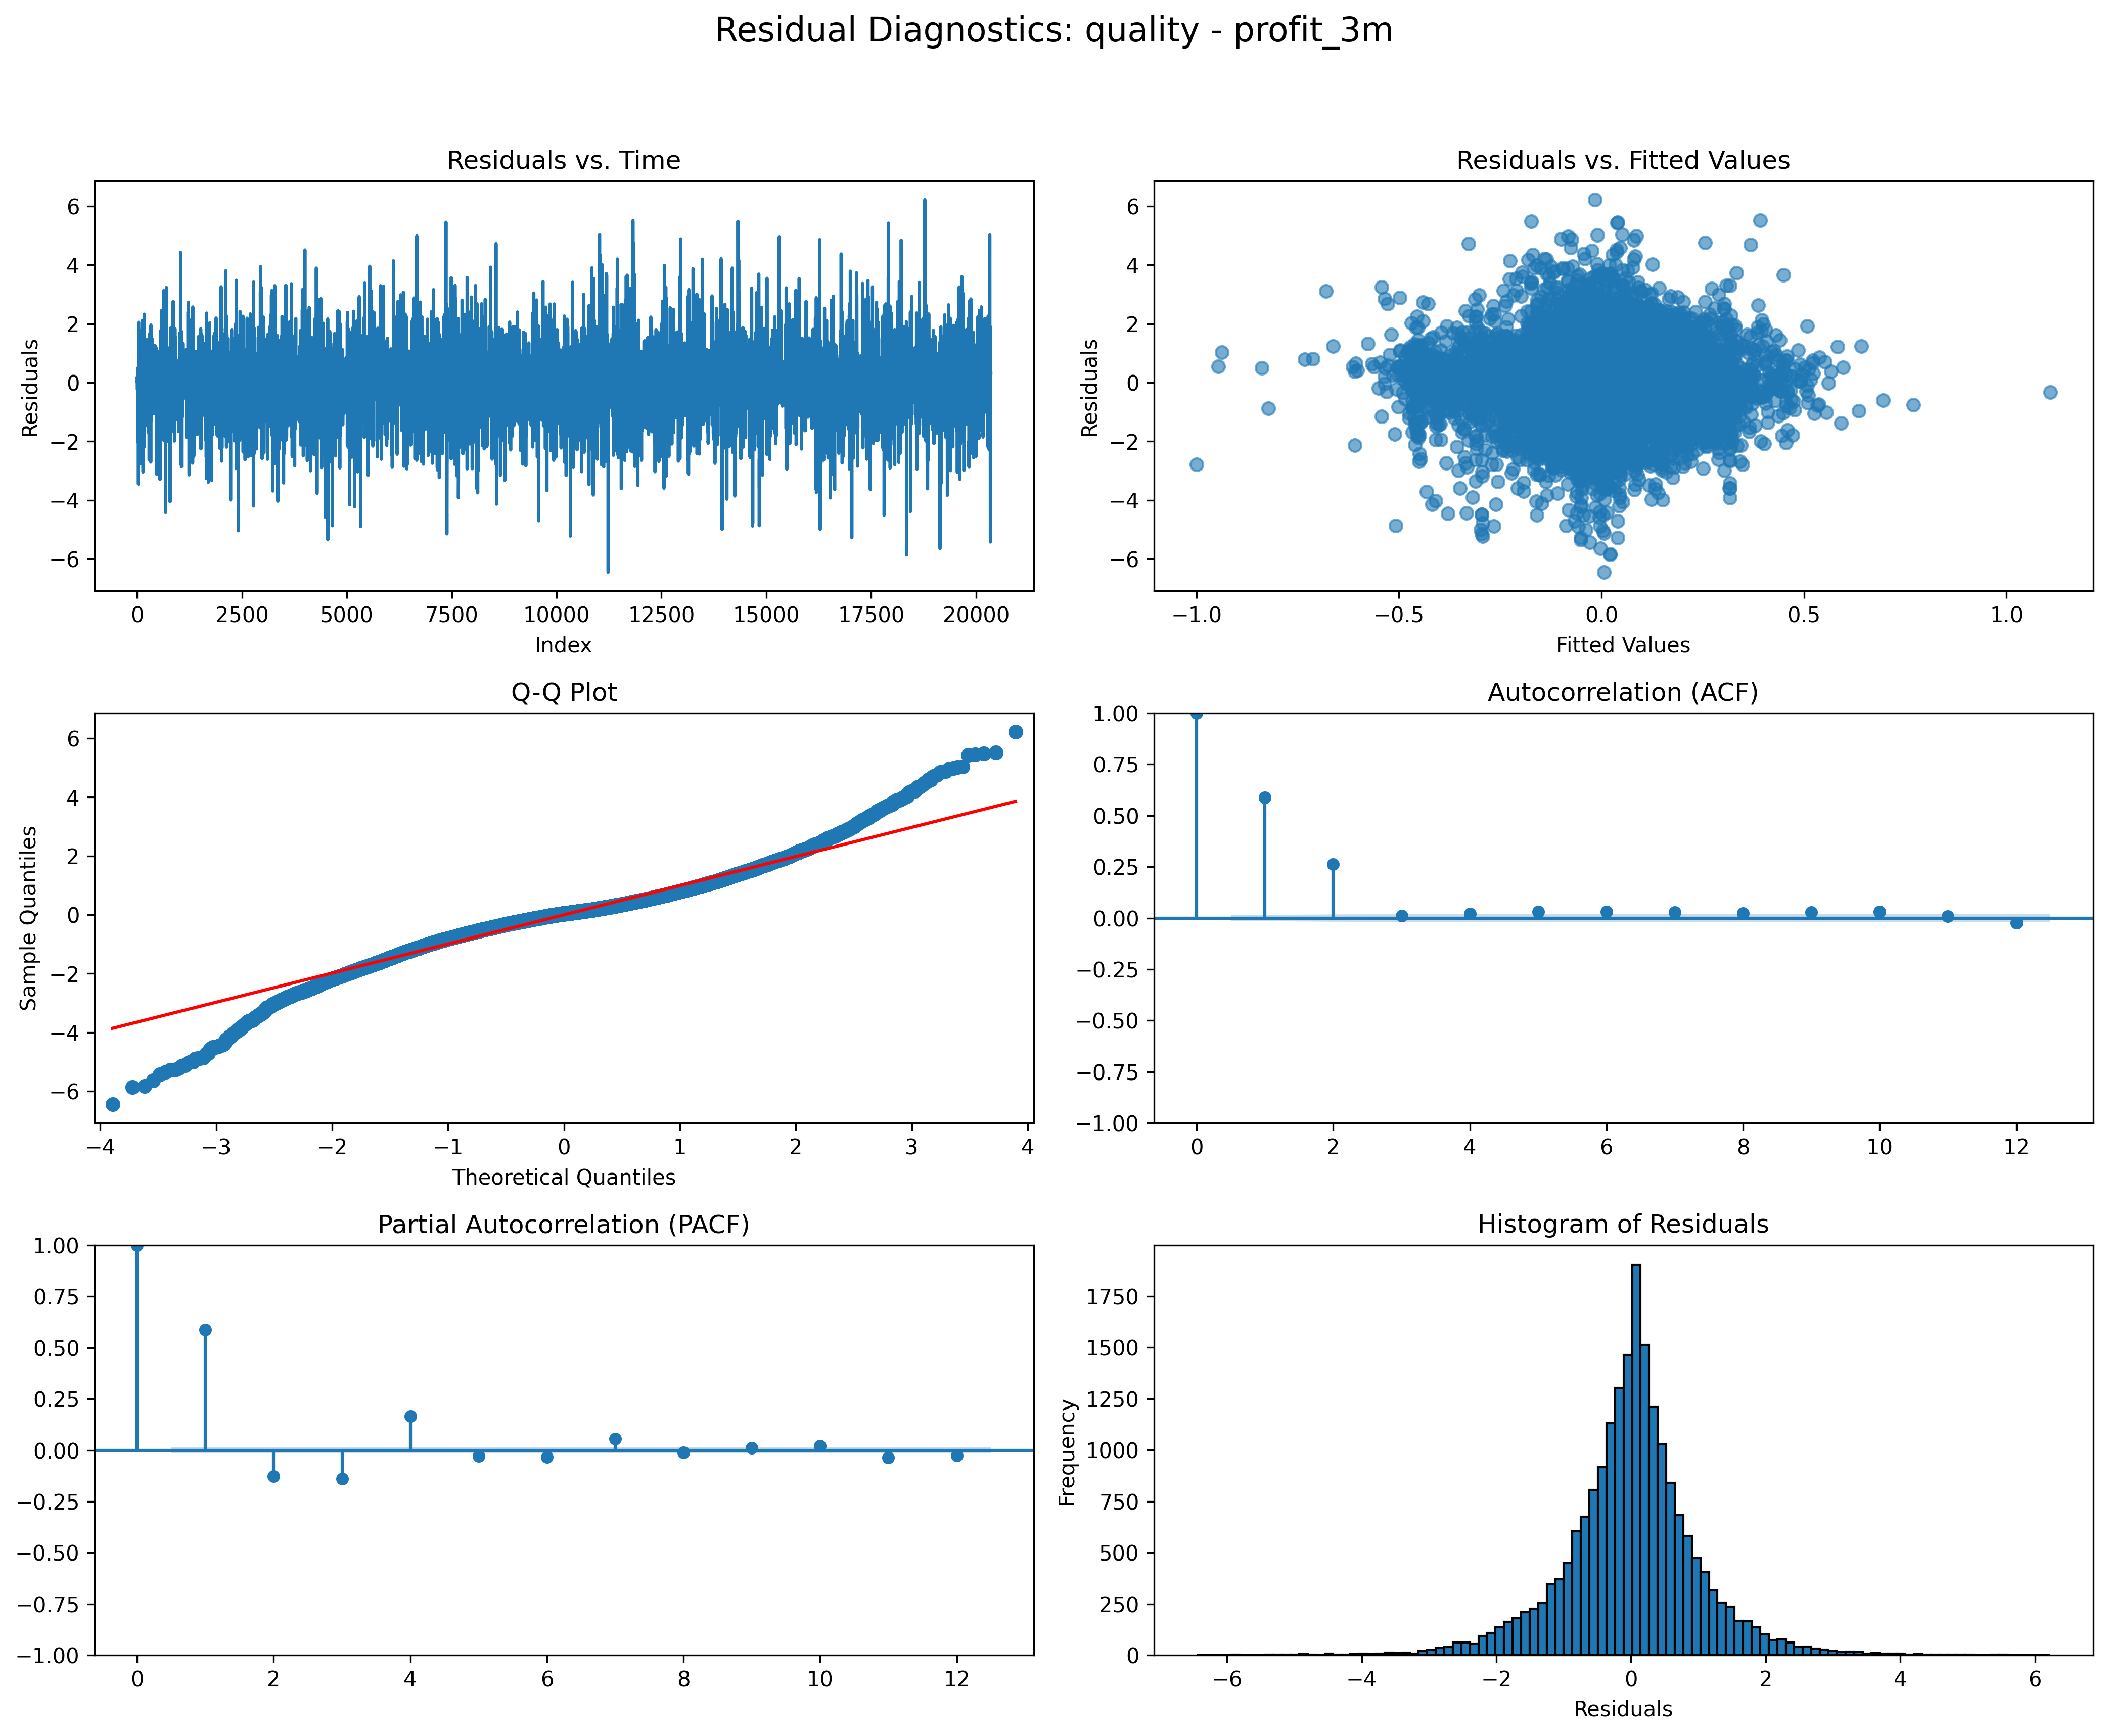 Residual Diagnostics: quality - profit_3m
Residuals vs. Time
Residuals
6
4
2
0
−2
−4
−6
0 2500 5000 7500 10000 12500 15000 17500 20000
Index
Residuals vs. Fitted Values
Residuals
6
4
2
0
−2
−4
−6
−1.0 −0.5 0.0 0.5 1.0
Fitted Values
Q-Q Plot
Sample Quantiles
6
4
2
0
−2
−4
−6
−4 −3 −2 −1 0 1 2 3 4
Theoretical Quantiles
Autocorrelation (ACF)
1.00
0.75
0.50
0.25
0.00
−0.25
−0.50
−0.75
−1.00
0 2 4 6 8 10 12
Partial Autocorrelation (PACF)
1.00
0.75
0.50
0.25
0.00
−0.25
−0.50
−0.75
−1.00
0 2 4 6 8 10 12
Histogram of Residuals
Frequency
1750
1500
1250
1000
750
500
250
0
−6 −4 −2 0 2 4 6
Residuals